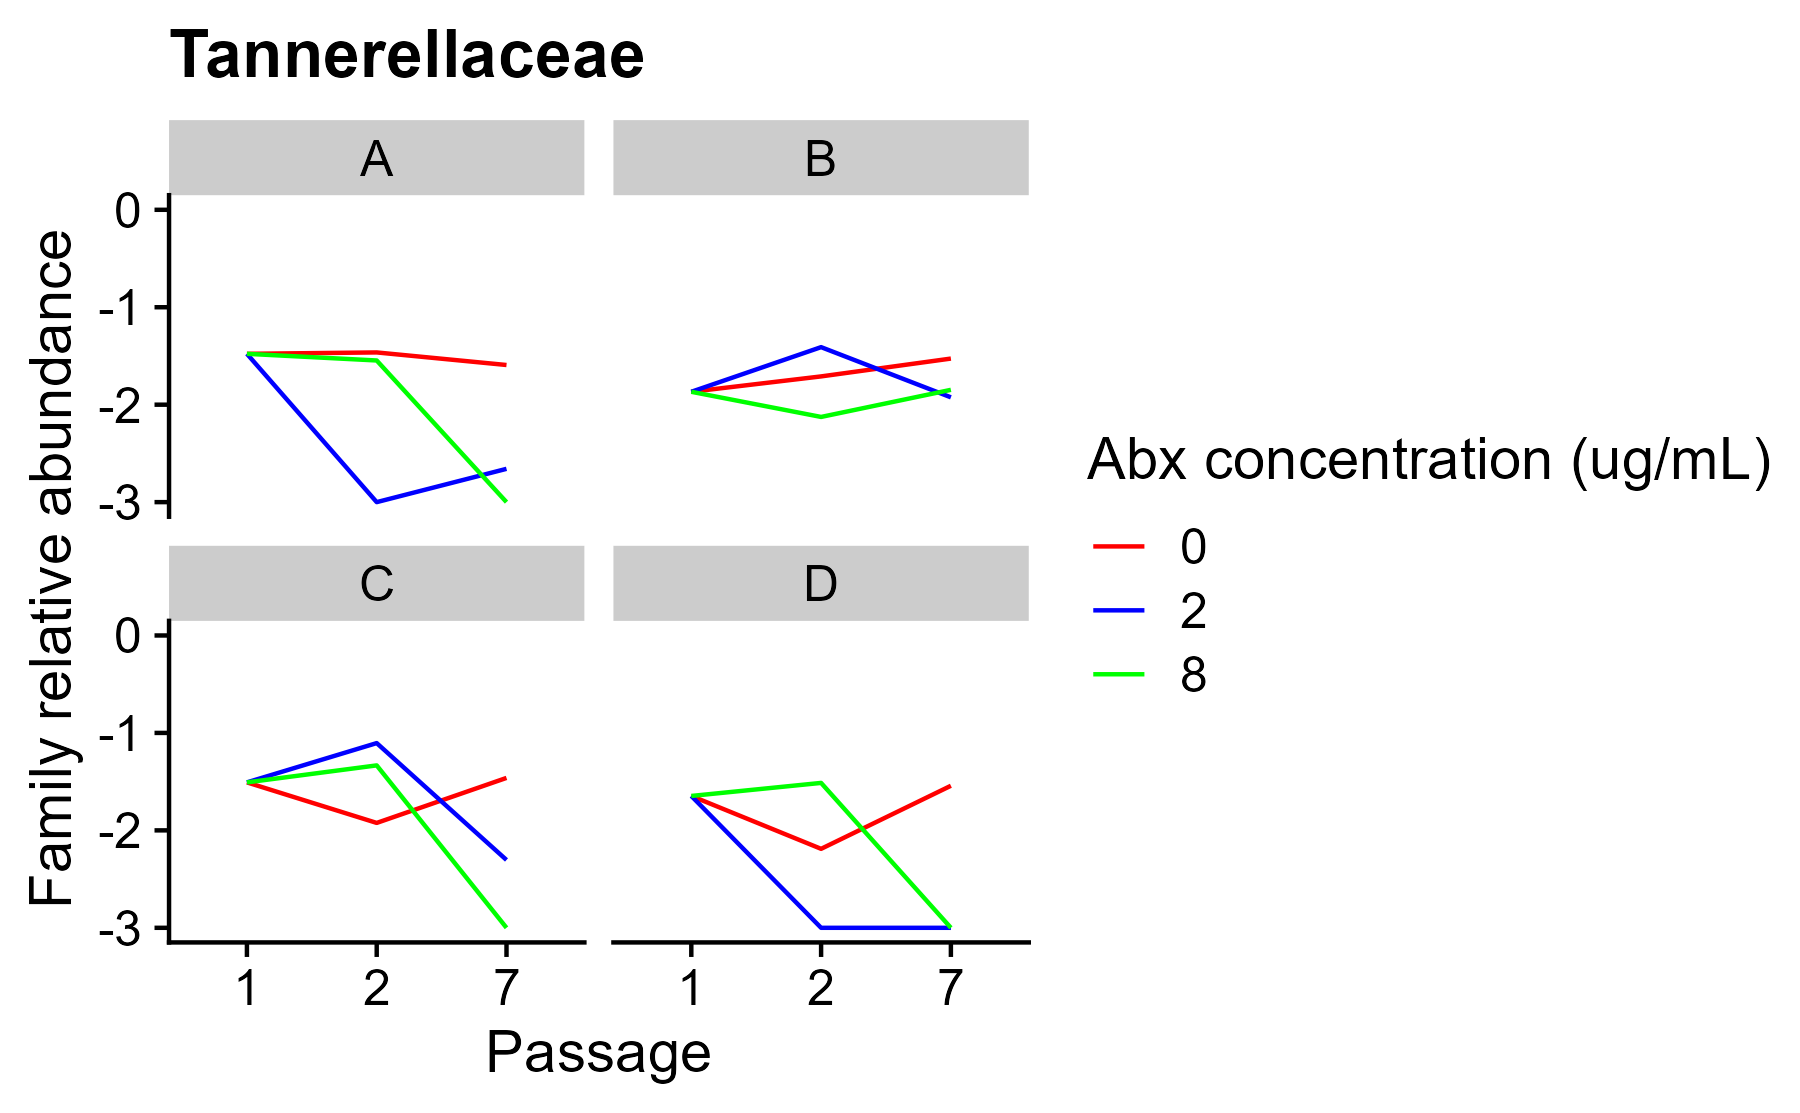 Tannerellaceae
A
B
0
-1
-2
-3
C
D
0
-1
-2
-3
1
2
7
1
2
7
Passage
Family relative abundance
Abx concentration (ug/mL)
0
2
8